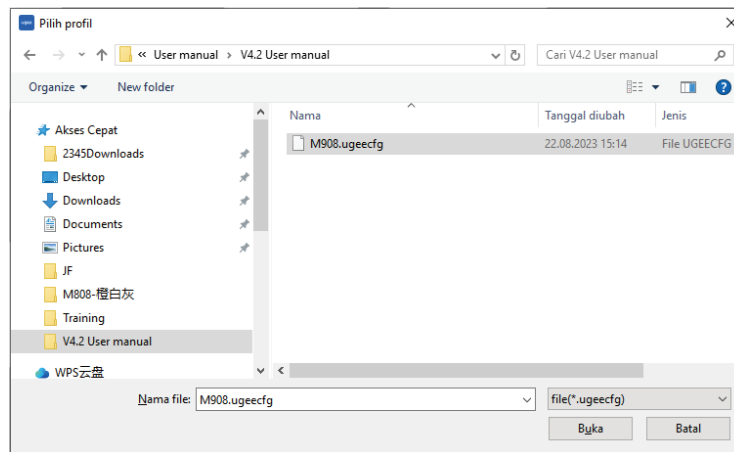 Pilih profil
« User manual › V4.2 User manual
Cari V4.2 User manual
Organize
New folder
Nama
Tanggal diubah
Jenis
Akses Cepat
2345Downloads
Desktop
Downloads
Documents
Pictures
JF
M808-橙白灰
Training
V4.2 User manual
WPS云盘
M908.ugeecfg
22.08.2023 15:14
File UGEECFG
Nama file:
M908.ugeecfg
file(*.ugeecfg)
Buka
Batal